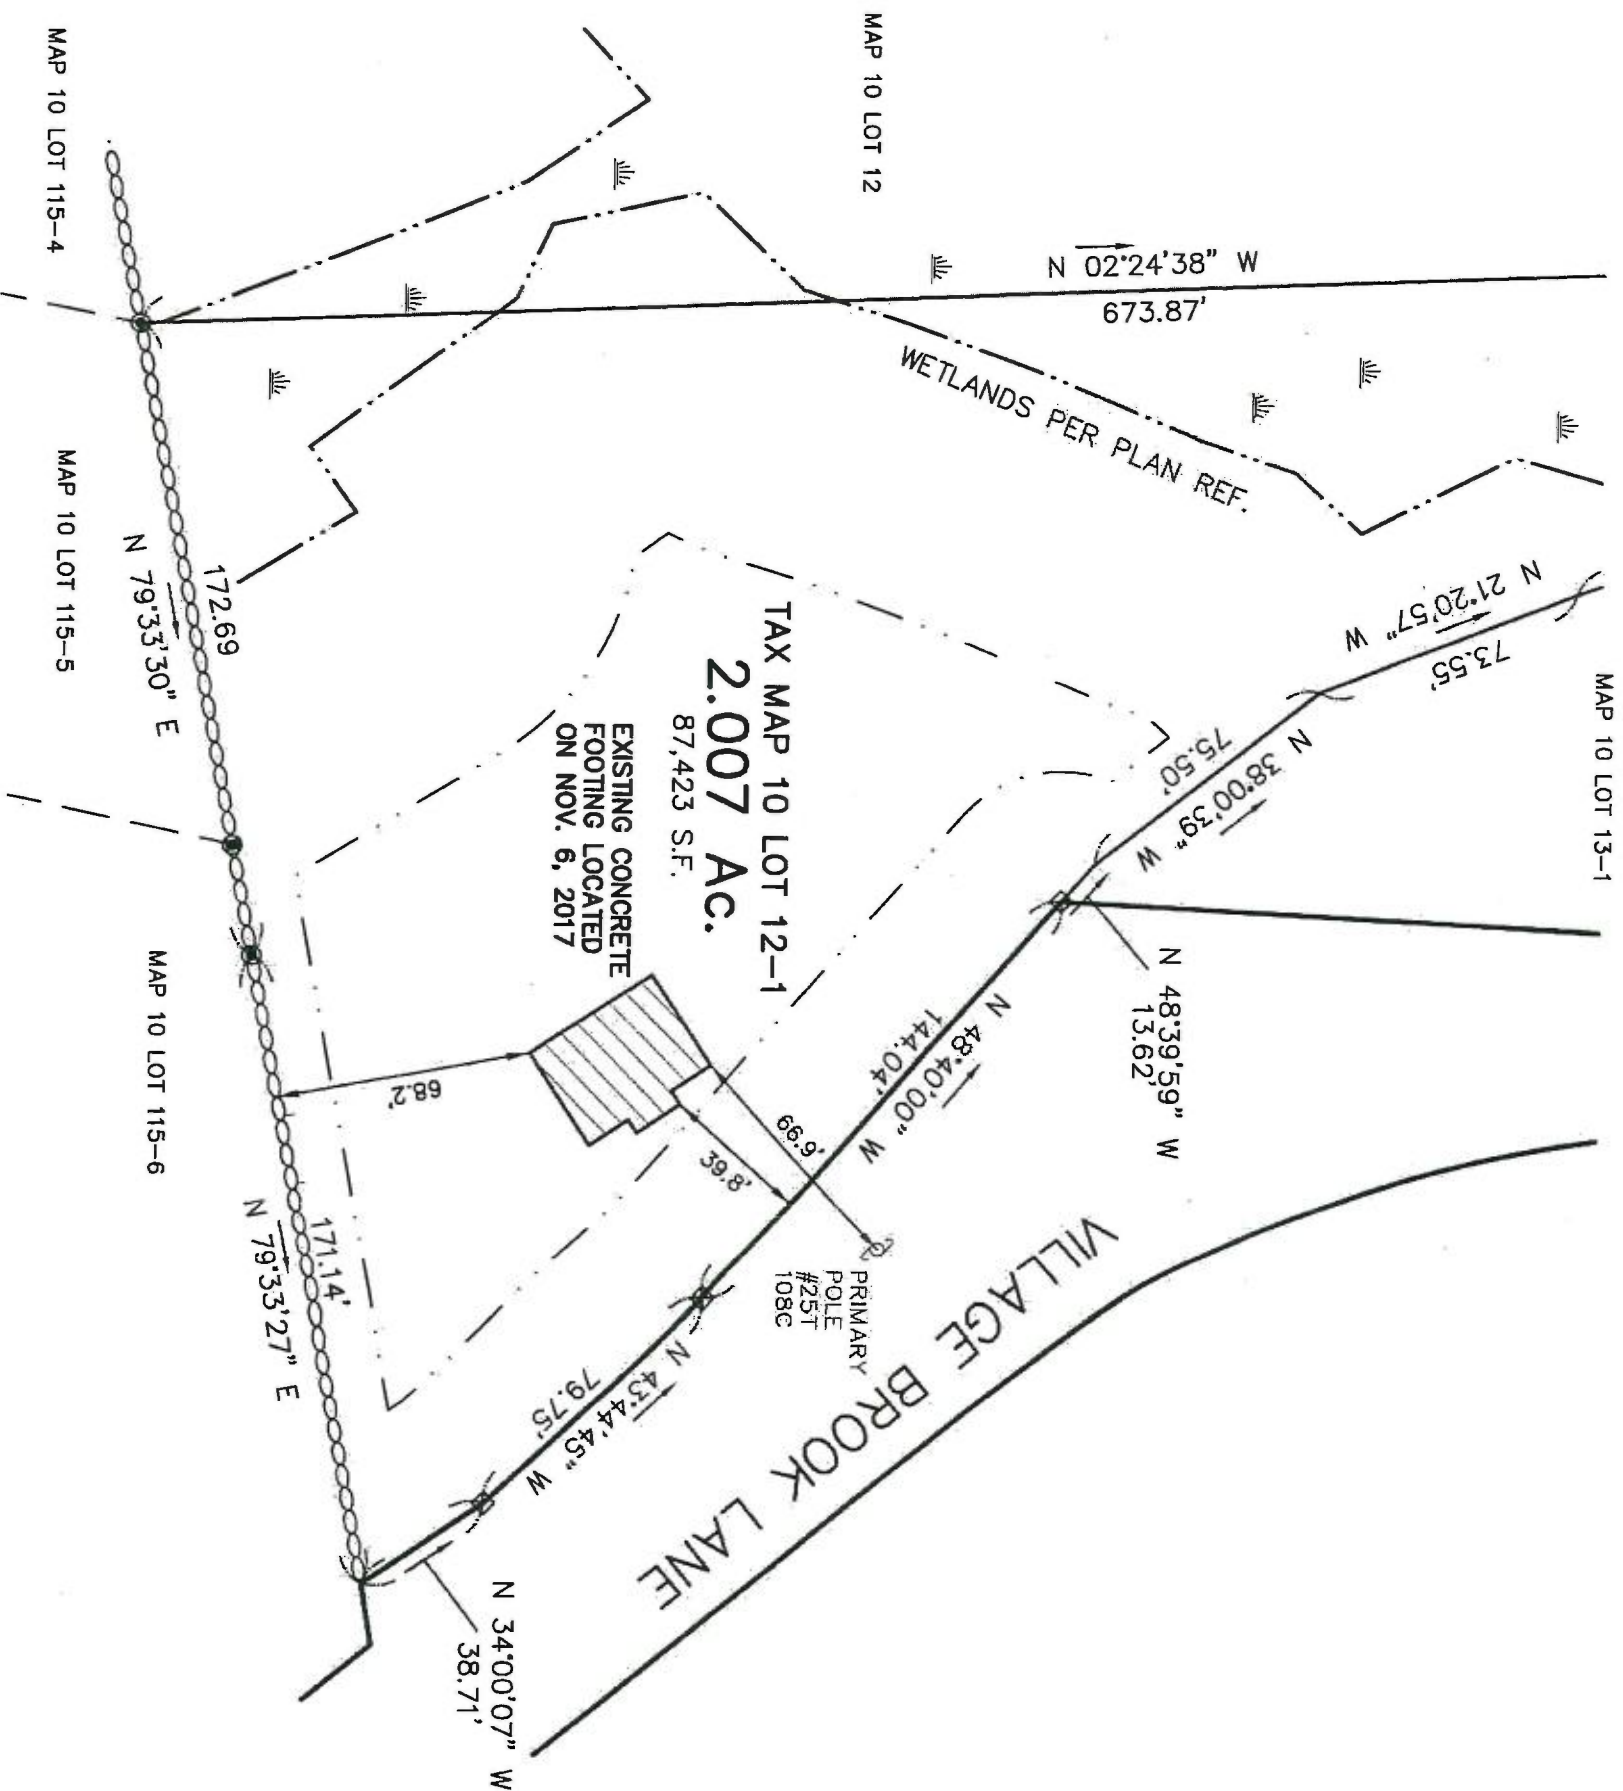 MAP 10 LOT 12
N 02°24'38" W
673.87'
WETLANDS PER PLAN REF.
MAP 10 LOT 115-4
MAP 10 LOT 115-5
172.69
N 79°33'30" E
MAP 10 LOT 13-1
N 21°20'57" W
73.55'
N 38°00'39" W
75.50'
N 48°39'59" W
13.62'
N 48°40'00" W
144.04'
TAX MAP 10 LOT 12-1
2.007 Ac.
87,423 S.F.
EXISTING CONCRETE
FOOTING LOCATED
ON NOV. 6, 2017
68.2'
66.9'
39.8'
PRIMARY
POLE
#25T
108C
VILLAGE BROOK LANE
N 43°44'45" W
79.75'
MAP 10 LOT 115-6
171.14'
N 79°33'27" E
N 34°00'07" W
38.71'